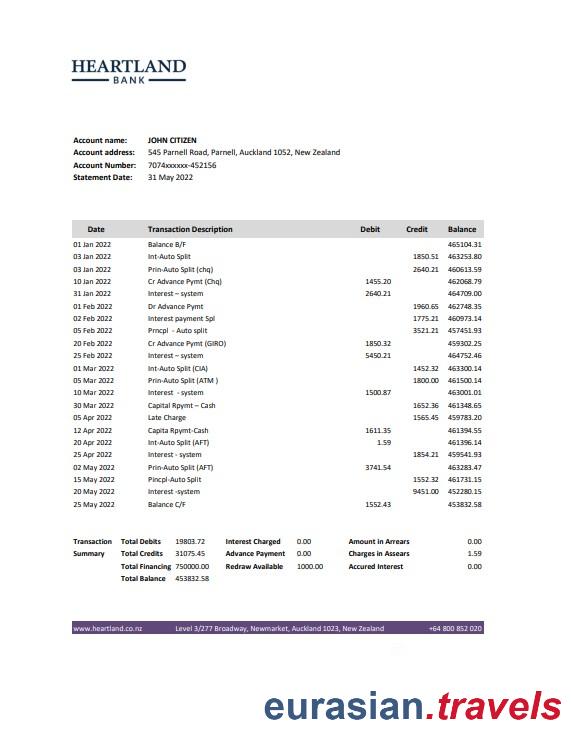 HEARTLAND
BANK
Account name: JOHN CITIZEN
Account address: 545 Parnell Road, Parnell, Auckland 1052, New Zealand
Account Number: 7074xxxxxx-452156
Statement Date: 31 May 2022
Date Transaction Description Debit Credit Balance
01 Jan 2022 Balance B/F 465104.31
03 Jan 2022 Int-Auto Split 1850.51 463253.80
03 Jan 2022 Prin-Auto Split (chq) 2640.21 460613.59
10 Jan 2022 Cr Advance Pymt (Chq) 1455.20 462068.79
31 Jan 2022 Interest – system 2640.21 464709.00
01 Feb 2022 Dr Advance Pymt 1960.65 462748.35
02 Feb 2022 Interest payment Spl 1775.21 460973.14
05 Feb 2022 Prncpl - Auto split 3521.21 457451.93
20 Feb 2022 Cr Advance Pymt (GIRO) 1850.32 459302.25
25 Feb 2022 Interest – system 5450.21 464752.46
01 Mar 2022 Int-Auto Split (CIA) 1452.32 463300.14
05 Mar 2022 Prin-Auto Split (ATM ) 1800.00 461500.14
10 Mar 2022 Interest - system 1500.87 463001.01
30 Mar 2022 Capital Rpymt – Cash 1652.36 461348.65
05 Apr 2022 Late Charge 1565.45 459783.20
12 Apr 2022 Capita Rpymt-Cash 1611.35 461394.55
20 Apr 2022 Int-Auto Split (AFT) 1.59 461396.14
25 Apr 2022 Interest - system 1854.21 459541.93
02 May 2022 Prin-Auto Split (AFT) 3741.54 463283.47
15 May 2022 Pincpl-Auto Split 1552.32 461731.15
20 May 2022 Interest -system 9451.00 452280.15
25 May 2022 Balance C/F 1552.43 453832.58
Transaction Total Debits 19803.72 Interest Charged 0.00 Amount in Arrears 0.00
Summary Total Credits 31075.45 Advance Payment 0.00 Charges in Assears 1.59
Total Financing 750000.00 Redraw Available 1000.00 Accured Interest 0.00
Total Balance 453832.58
www.heartland.co.nz Level 3/277 Broadway, Newmarket, Auckland 1023, New Zealand +64 800 852 020
eurasian.travels